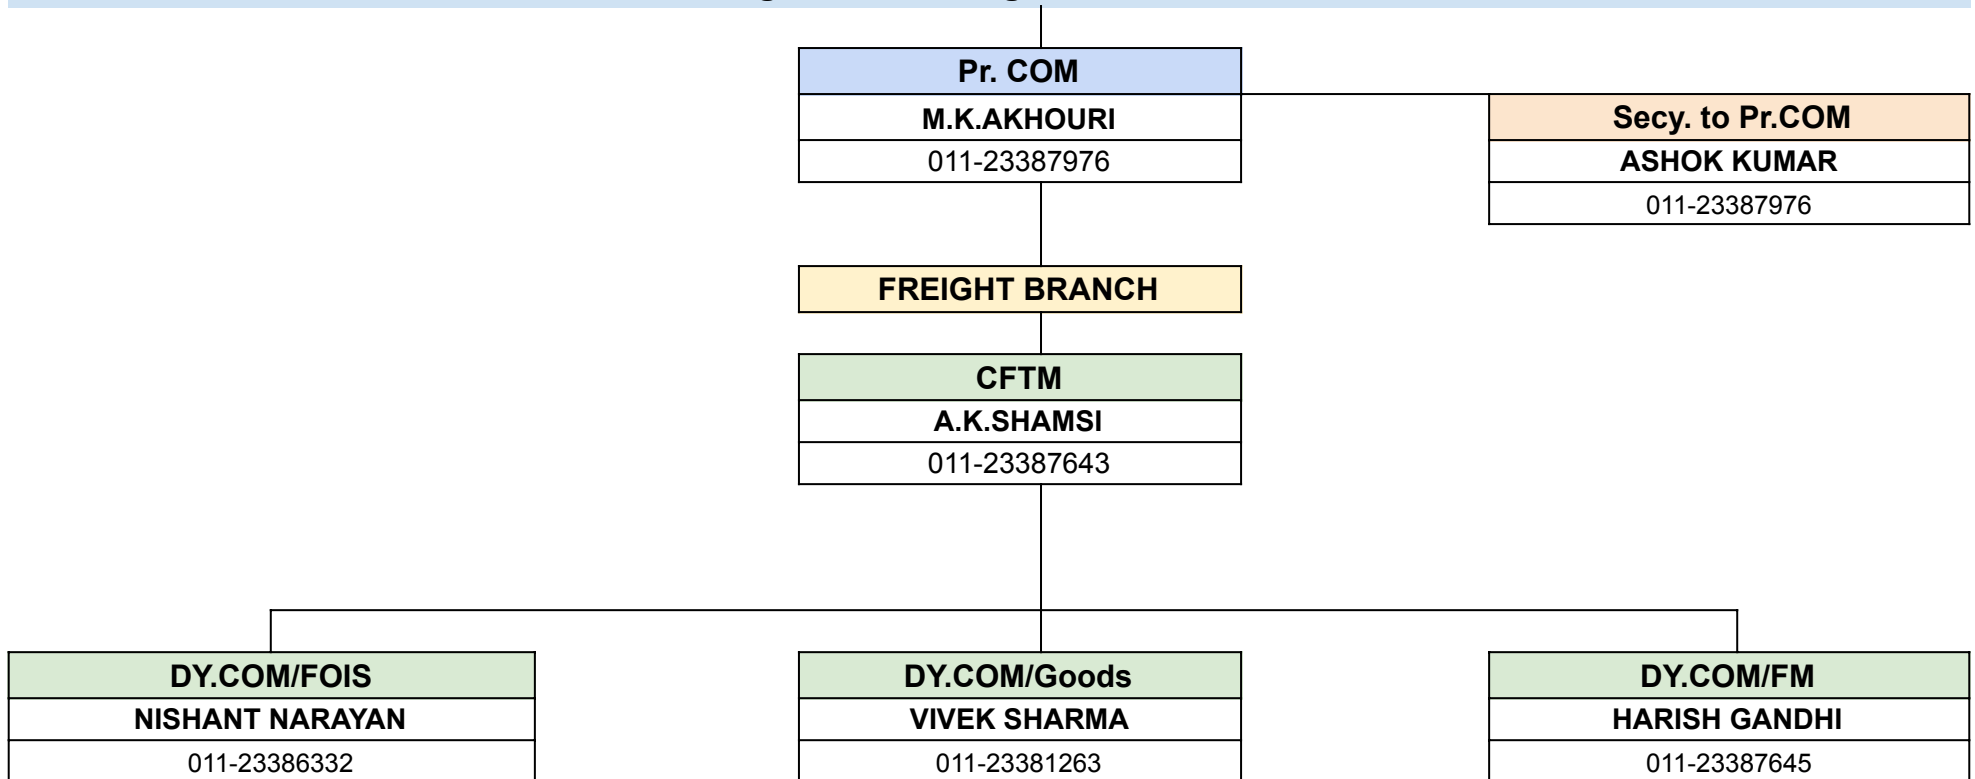 Pr. COM
M.K.AKHOURI
011-23387976
Secy. to Pr.COM
ASHOK KUMAR
011-23387976
FREIGHT BRANCH
CFTM
A.K.SHAMSI
011-23387643
DY.COM/FOIS
NISHANT NARAYAN
011-23386332
DY.COM/Goods
VIVEK SHARMA
011-23381263
DY.COM/FM
HARISH GANDHI
011-23387645